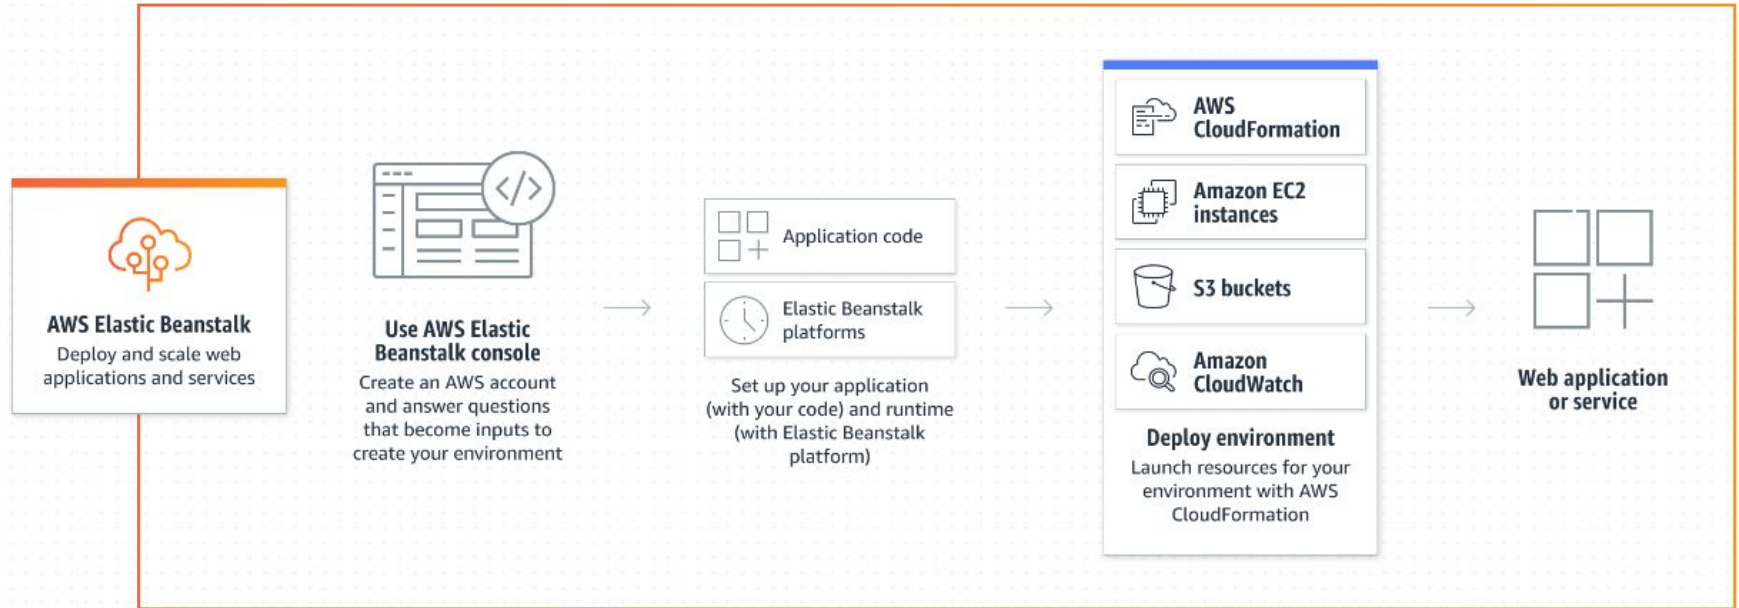 AWS Elastic Beanstalk
Deploy and scale web
applications and services
</>
Use AWS Elastic
Beanstalk console
Create an AWS account
and answer questions
that become inputs to
create your environment
Application code
Elastic Beanstalk
platforms
Set up your application
(with your code) and runtime
(with Elastic Beanstalk
platform)
AWS
CloudFormation
Amazon EC2
instances
S3 buckets
Amazon
CloudWatch
Deploy environment
Launch resources for your
environment with AWS
CloudFormation
Web application
or service